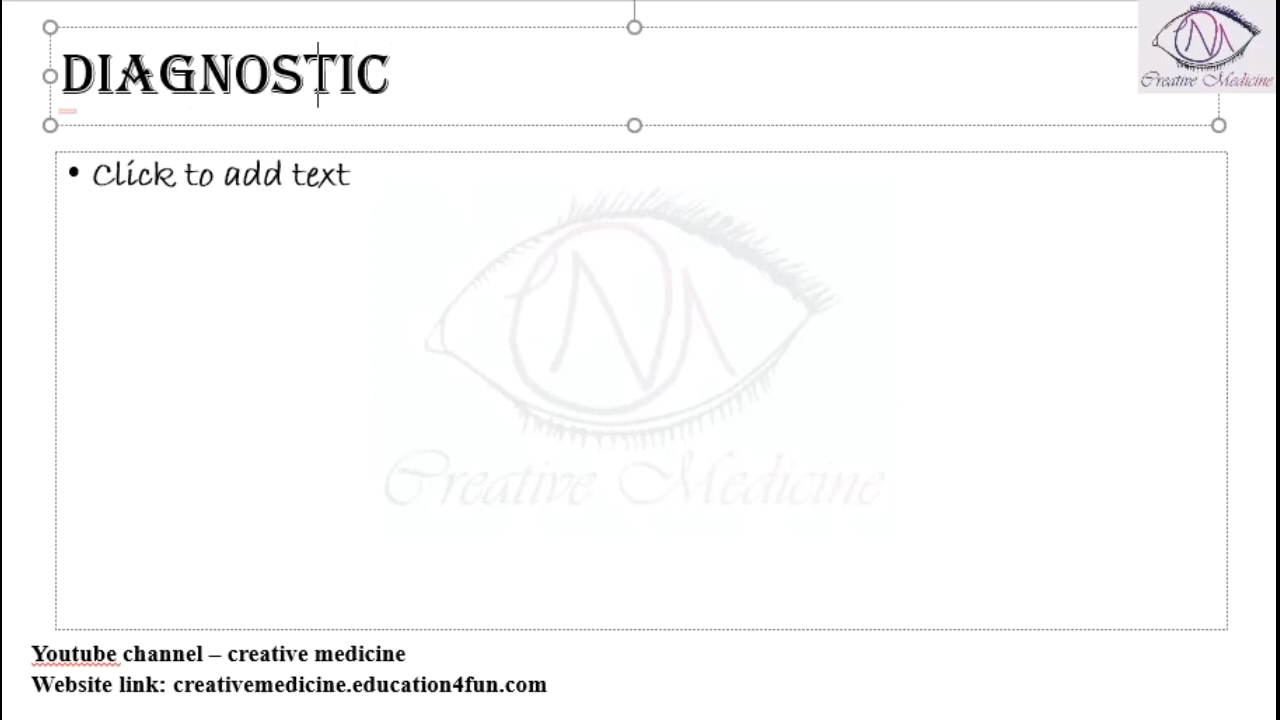 DIAGNOSTIC
Creative Medicine
• Click to add text
Creative Medicine
Youtube channel – creative medicine
Website link: creativemedicine.education4fun.com